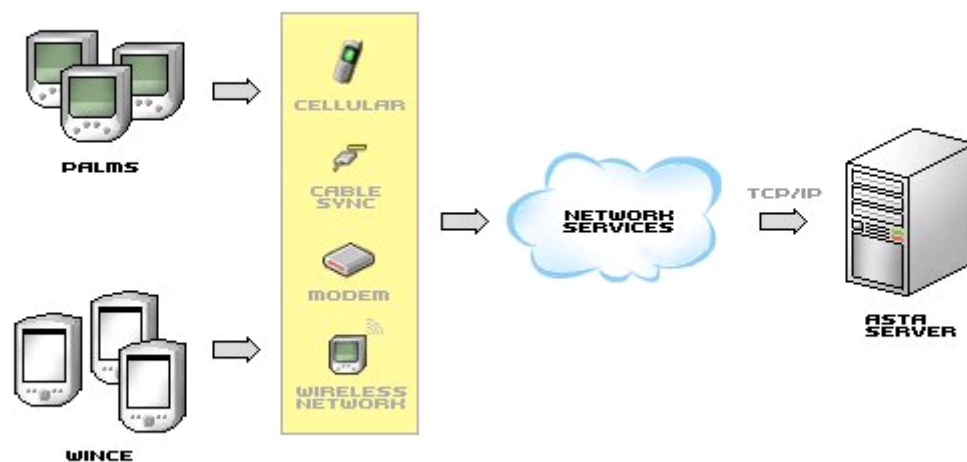 PALMS
CELLULAR
CABLE
SYNC
MODEM
WIRELESS
NETWORK
WINCE
NETWORK
SERVICES
TCP/IP
ASTA
SERVER